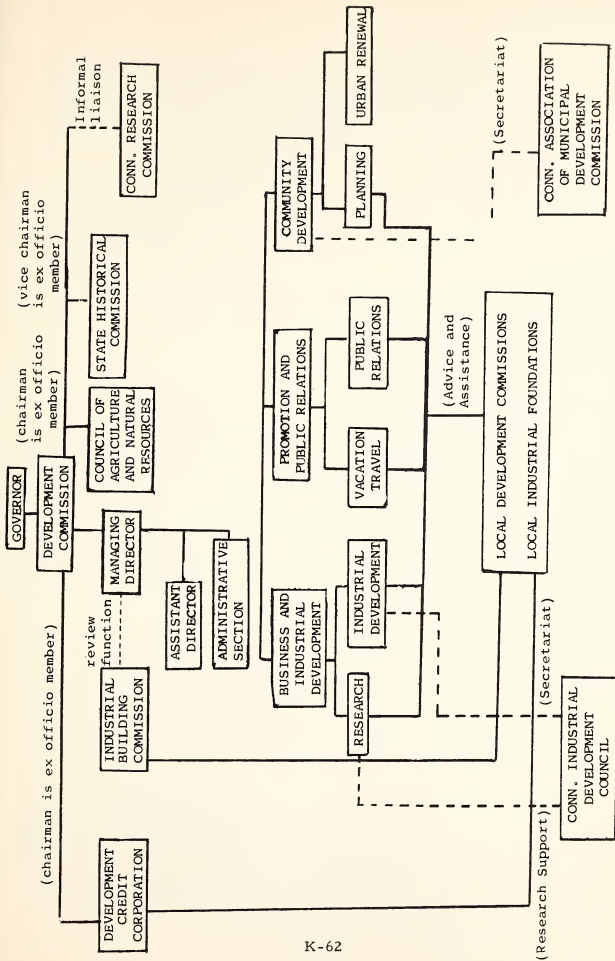 GOVERNOR
DEVELOPMENT
COMMISSION
(chairman is ex officio member)
(chairman
is ex officio
member)
(vice chairman
is ex officio
member)
Informal
liaison
DEVELOPMENT
CREDIT
CORPORATION
INDUSTRIAL
BUILDING
COMMISSION
review
function
MANAGING
DIRECTOR
COUNCIL OF
AGRICULTURE
AND NATURAL
RESOURCES
STATE HISTORICAL
COMMISSION
CONN. RESEARCH
COMMISSION
ASSISTANT
DIRECTOR
ADMINISTRATIVE
SECTION
BUSINESS AND
INDUSTRIAL
DEVELOPMENT
PROMOTION AND
PUBLIC RELATIONS
COMMUNITY
DEVELOPMENT
RESEARCH
INDUSTRIAL
DEVELOPMENT
VACATION
TRAVEL
PUBLIC
RELATIONS
PLANNING
URBAN RENEWAL
(Advice and
Assistance)
(Secretariat)
(Secretariat)
LOCAL DEVELOPMENT COMMISSIONS
LOCAL INDUSTRIAL FOUNDATIONS
(Research Support)
CONN. INDUSTRIAL
DEVELOPMENT
COUNCIL
CONN. ASSOCIATION
OF MUNICIPAL
DEVELOPMENT
COMMISSION
K-62